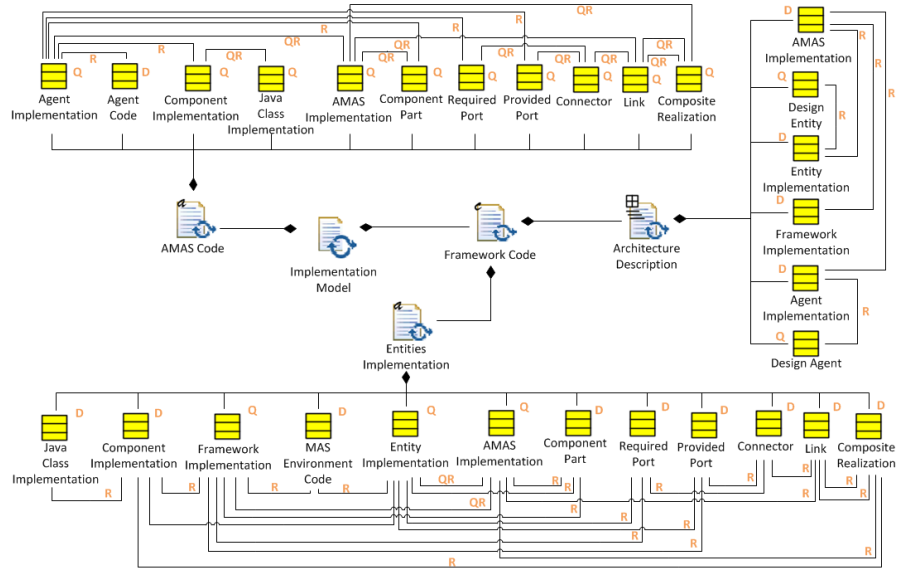 QR
R
D
R
R
R
QR
QR
QR
QR
AMAS
Implementation
R
R
QR
R
QR
QR
QR
R
Q
D
Q
Q
Q
Q
Q
Q
Q
Q
Q
Q
Agent
Implementation
Agent
Code
Component
Implementation
Java
Class
Implementation
AMAS
Implementation
Component
Part
Required
Port
Provided
Port
Connector
Link
Composite
Realization
Design
Entity
R
R
D
Entity
Implementation
D
Framework
Implementation
a
AMAS Code
Implementation
Model
a
Framework Code
Architecture
Description
D
Agent
Implementation
R
Q
Design Agent
a
Entities
Implementation
D
D
Q
D
Q
Q
D
D
D
D
D
D
Java
Class
Implementation
Component
Implementation
Framework
Implementation
MAS
Environment
Code
Entity
Implementation
AMAS
Implementation
Component
Part
Required
Port
Provided
Port
Connector
Link
Composite
Realization
R
R
R
R
QR
R
R
R
R
R
R
R
QR
R
R
R
R
R
R
R